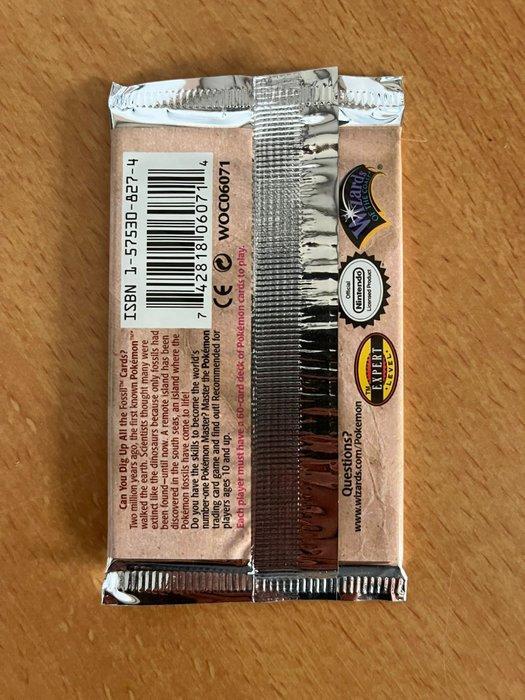 Can You Dig Up All the Fossil™ Cards?
Two million years ago, the first known Pokémon™
walked the earth. Scientists thought many were
extinct like the dinosaurs because only fossils had
been found—until now. A remote island has been
discovered in the south seas, an island where the
Pokémon fossils have come to life!
Do you have the skills to become the world's
number-one Pokémon Master? Master the Pokémon
trading card game and find out! Recommended for
players ages 10 and up.
Each player must have a 60-card deck of Pokémon cards to play.
ISBN 1-57530-827-4
7 42818 06071 4
CE WOC06071
Questions?
www.wizards.com/Pokemon
EXPERT
LEVEL
Official
Nintendo
Licensed Product
Wizards
OF THE COAST
®